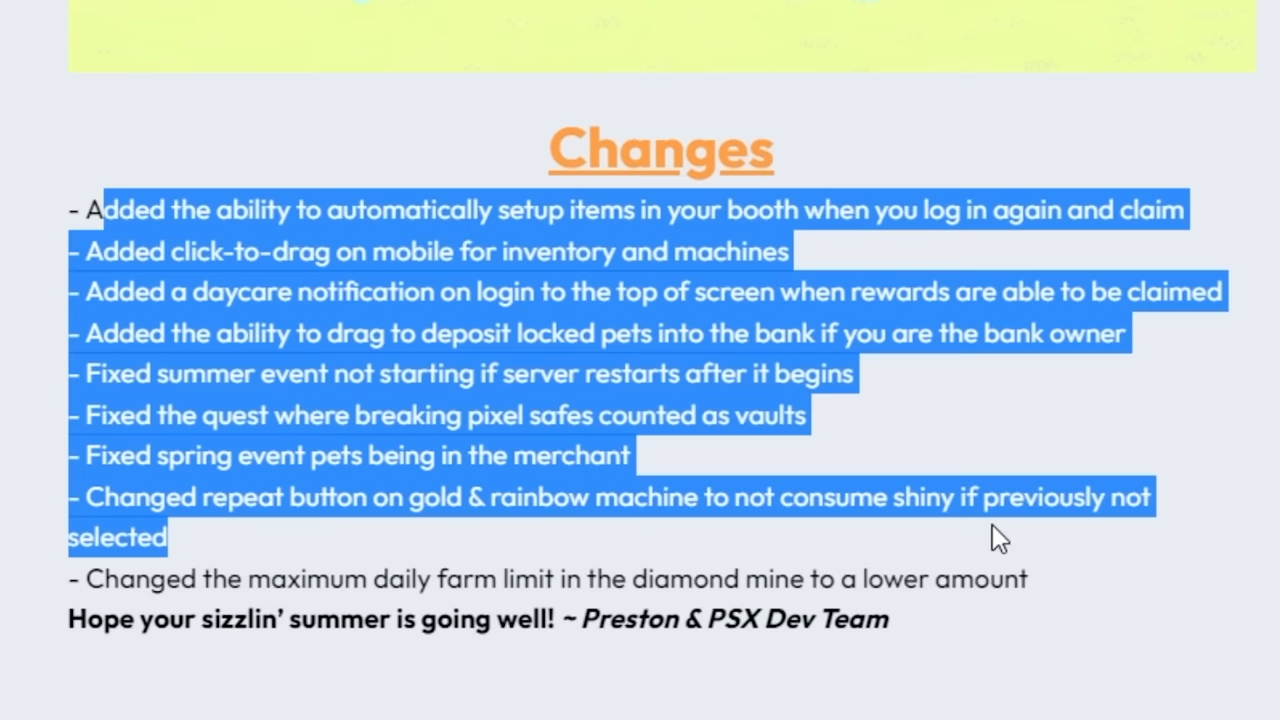 Changes
- Added the ability to automatically setup items in your booth when you log in again and claim
- Added click-to-drag on mobile for inventory and machines
- Added a daycare notification on login to the top of screen when rewards are able to be claimed
- Added the ability to drag to deposit locked pets into the bank if you are the bank owner
- Fixed summer event not starting if server restarts after it begins
- Fixed the quest where breaking pixel safes counted as vaults
- Fixed spring event pets being in the merchant
- Changed repeat button on gold & rainbow machine to not consume shiny if previously not
selected
- Changed the maximum daily farm limit in the diamond mine to a lower amount
Hope your sizzlin’ summer is going well! ~ Preston & PSX Dev Team